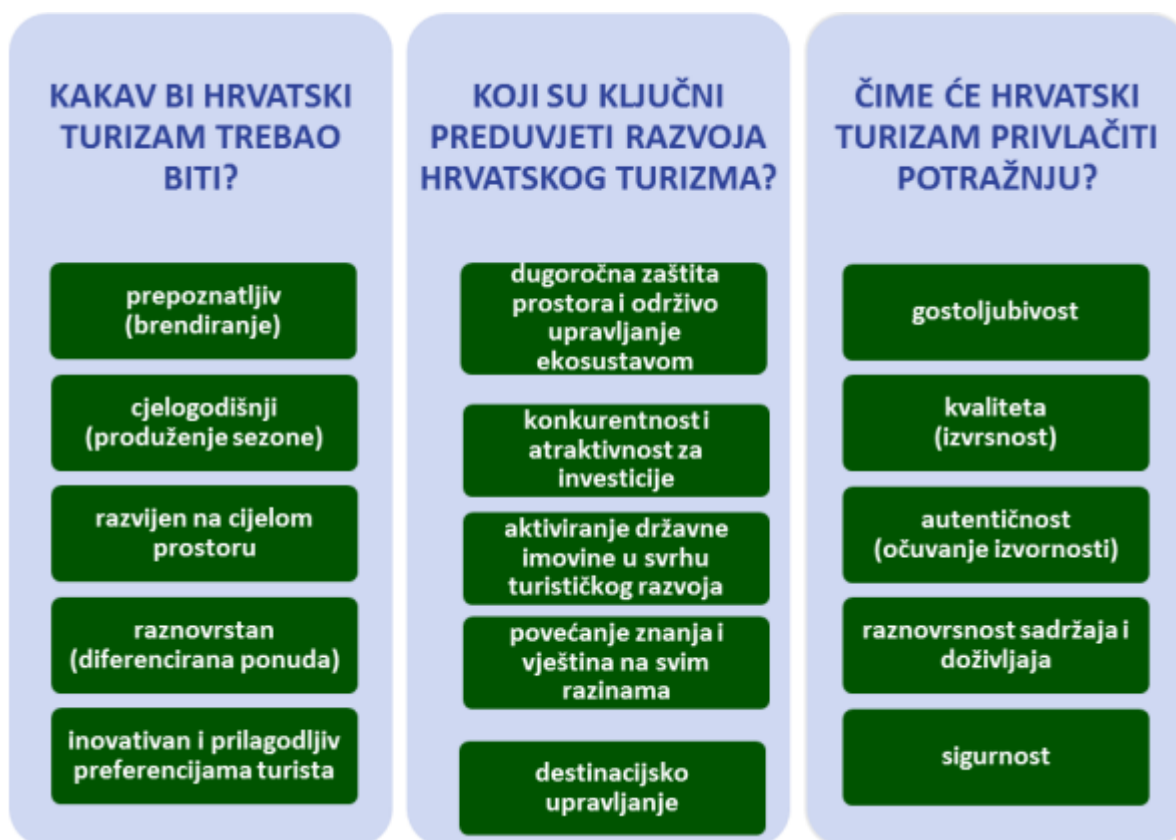 KAKAV BI HRVATSKI
TURIZAM TREBAO
BITI?
prepoznatljiv
(brendiranje)
cjelogodišnji
(produženje sezone)
razvijen na cijelom
prostoru
raznovrstan
(diferencirana ponuda)
inovativan i prilagodljiv
preferencijama turista
KOJI SU KLJUČNI
PREDUVJETI RAZVOJA
HRVATSKOG TURIZMA?
dugoročna zaštita
prostora i održivo
upravljanje
ekosustavom
konkurentnost i
atraktivnost za
investicije
aktiviranje državne
imovine u svrhu
turističkog razvoja
povećanje znanja i
vještina na svim
razinama
destinacijsko
upravljanje
ČIME ĆE HRVATSKI
TURIZAM PRIVLAČITI
POTRAŽNJU?
gostoljubivost
kvaliteta
(izvrsnost)
autentičnost
(očuvanje izvornosti)
raznovrsnost sadržaja i
doživljaja
sigurnost